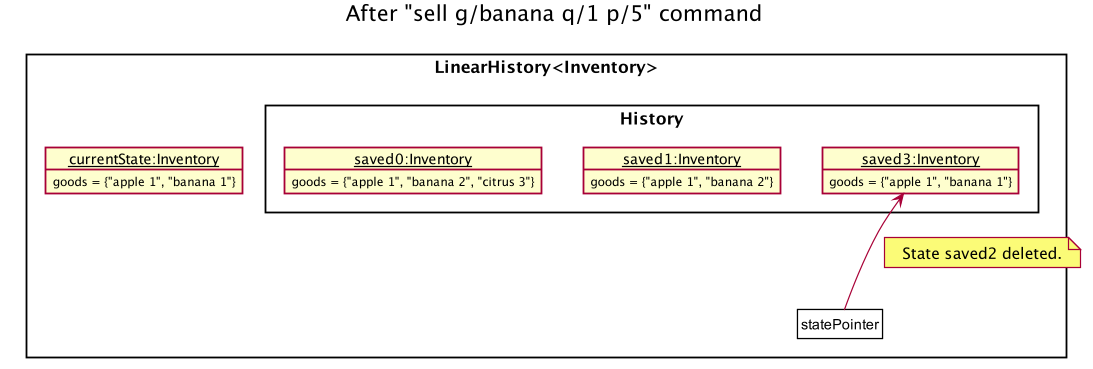 After "sell g/banana q/1 p/5" command
LinearHistory<Inventory>
History
currentState:Inventory
goods = {"apple 1", "banana 1"}
saved0:Inventory
goods = {"apple 1", "banana 2", "citrus 3"}
saved1:Inventory
goods = {"apple 1", "banana 2"}
saved3:Inventory
goods = {"apple 1", "banana 1"}
State saved2 deleted.
statePointer